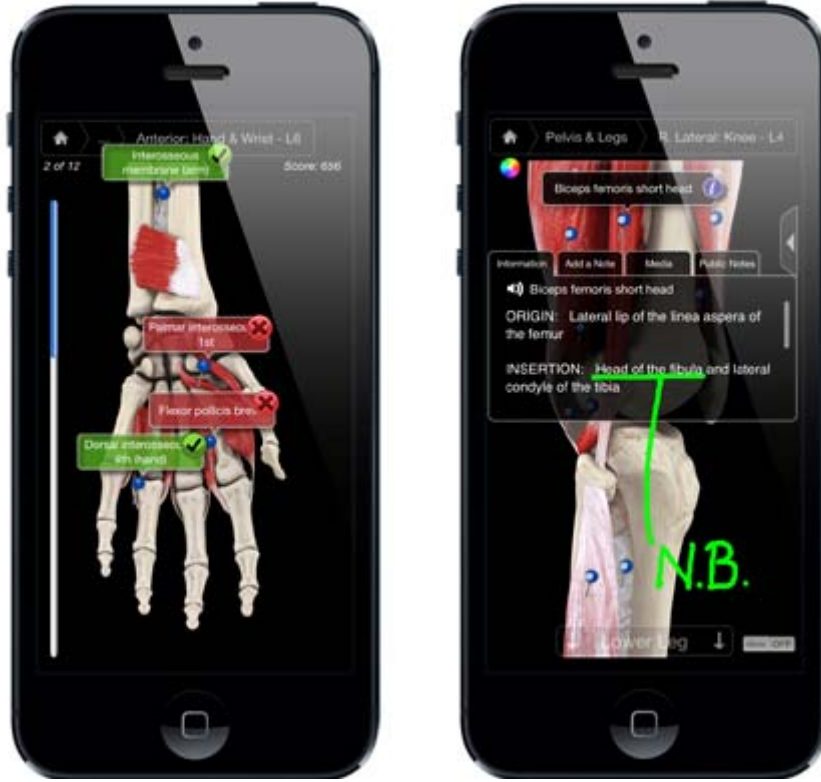 Anterior: Hand & Wrist - L6
2 of 12
Score: 656
Interosseous
membrane (arm)
Palmar interosseous
1st
Flexor pollicis brev
Dorsal interosseous
4th (hand)
Pelvis & Legs
R. Lateral: Knee - L4
Biceps femoris short head
i
Information
Add a Note
Media
Public Notes
Biceps femoris short head
ORIGIN: Lateral lip of the linea aspera of
the femur
INSERTION: Head of the fibula and lateral
condyle of the tibia
N.B.
Lower Leg
OFF